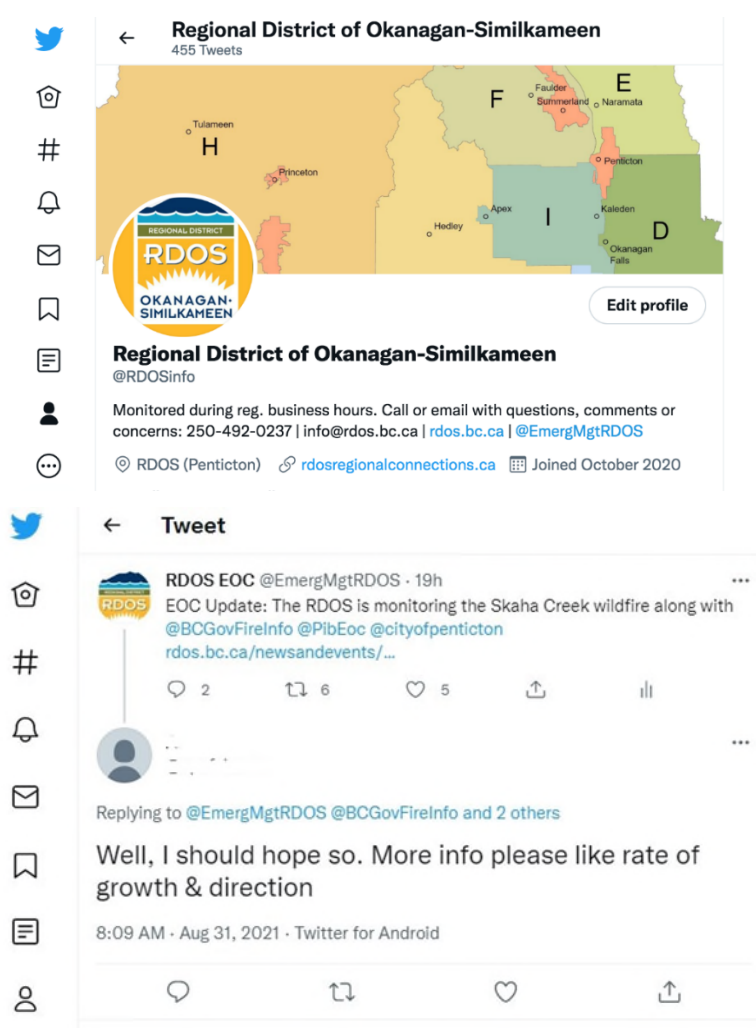 Regional District of Okanagan-Similkameen
455 Tweets
F
Faulder
E
Summerland
Naramata
Tulameen
H
Princeton
Penticton
Apex
I
Kaleden
Hedley
D
Okanagan
Falls
REGIONAL DISTRICT
RDOS
OKANAGAN-
SIMILKAMEEN
Edit profile
Regional District of Okanagan-Similkameen
@RDOSinfo
Monitored during reg. business hours. Call or email with questions, comments or
concerns: 250-492-0237 | info@rdos.bc.ca | rdos.bc.ca | @EmergMgtRDOS
RDOS (Penticton) rdosregionalconnections.ca Joined October 2020
Tweet
RDOS
RDOS EOC @EmergMgtRDOS · 19h
EOC Update: The RDOS is monitoring the Skaha Creek wildfire along with
@BCGovFireInfo @PibEoc @cityofpenticton
rdos.bc.ca/newsandevents/...
2 6 5
Replying to @EmergMgtRDOS @BCGovFireInfo and 2 others
Well, I should hope so. More info please like rate of
growth & direction
8:09 AM · Aug 31, 2021 · Twitter for Android